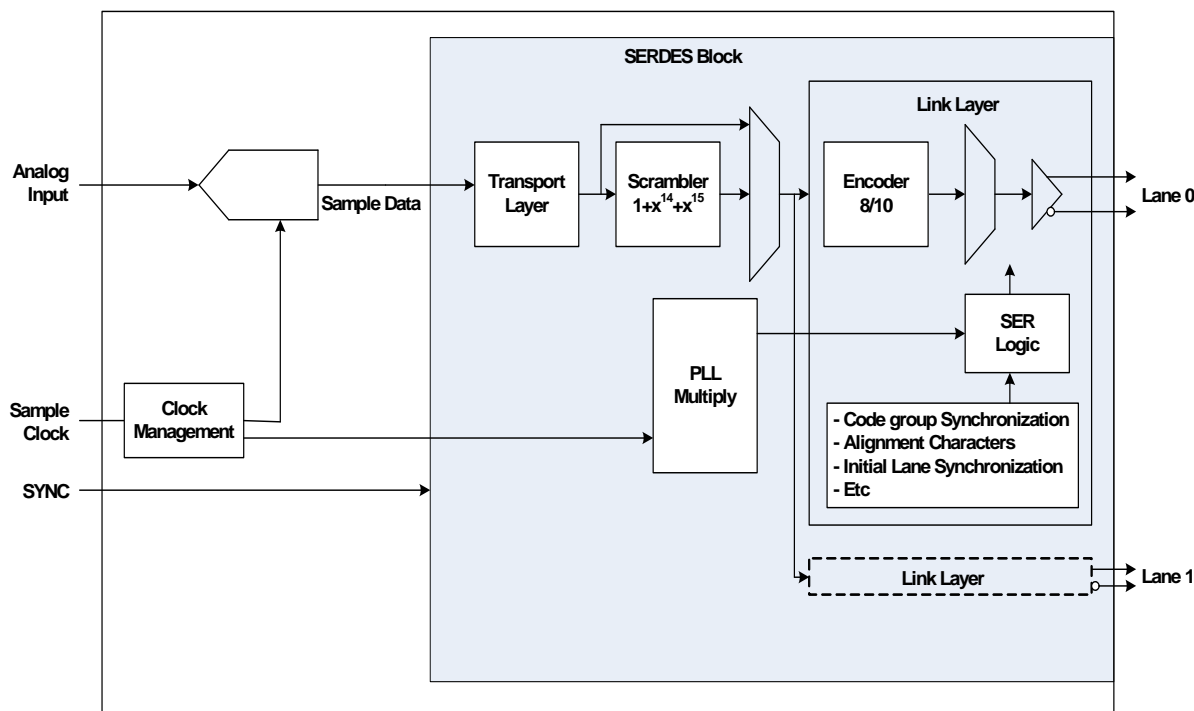 SERDES Block
Link Layer
Analog
Input
Sample Data
Transport
Layer
Scrambler
1+x¹⁴+x¹⁵
Encoder
8/10
Lane 0
Sample
Clock
Clock
Management
PLL
Multiply
SER
Logic
- Code group Synchronization
- Alignment Characters
- Initial Lane Synchronization
- Etc
SYNC
Link Layer
Lane 1